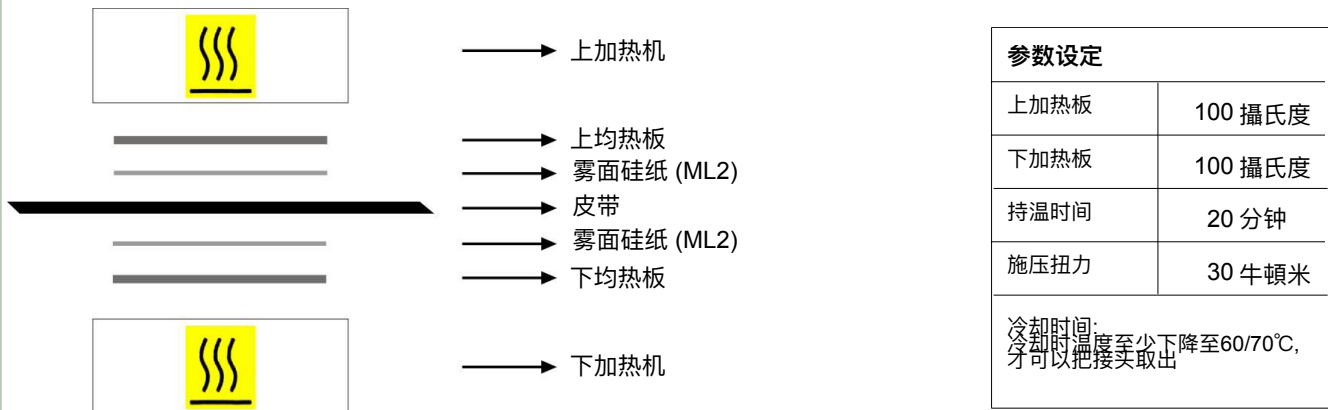 上加热机
上均热板
雾面硅纸 (ML2)
皮带
雾面硅纸 (ML2)
下均热板
下加热机
参数设定
上加热板 100 攝氏度
下加热板 100 攝氏度
持温时间 20 分钟
施压扭力 30 牛頓米
冷却时间:
冷却时温度至少下降至60/70℃,
才可以把接头取出